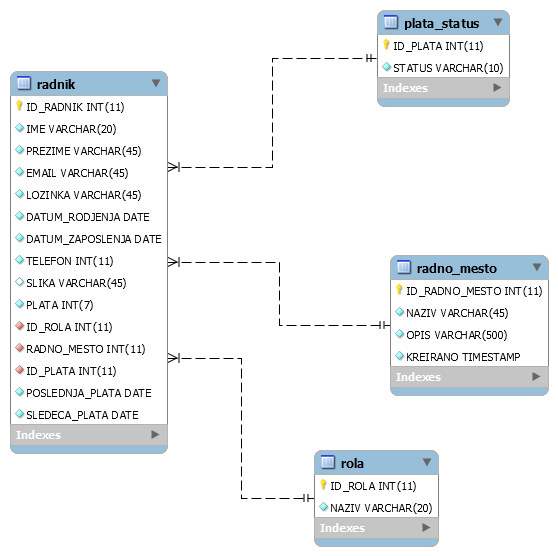 plata_status
ID_PLATA INT(11)
STATUS VARCHAR(10)
Indexes
radnik
ID_RADNIK INT(11)
IME VARCHAR(20)
PREZIME VARCHAR(45)
EMAIL VARCHAR(45)
LOZINKA VARCHAR(45)
DATUM_RODJENJA DATE
DATUM_ZAPOSLENJA DATE
TELEFON INT(11)
SLIKA VARCHAR(45)
PLATA INT(7)
ID_ROLA INT(11)
RADNO_MESTO INT(11)
ID_PLATA INT(11)
POSLEDNJA_PLATA DATE
SLEDECA_PLATA DATE
Indexes
radno_mesto
ID_RADNO_MESTO INT(11)
NAZIV VARCHAR(45)
OPIS VARCHAR(500)
KREIRANO TIMESTAMP
Indexes
rola
ID_ROLA INT(11)
NAZIV VARCHAR(20)
Indexes